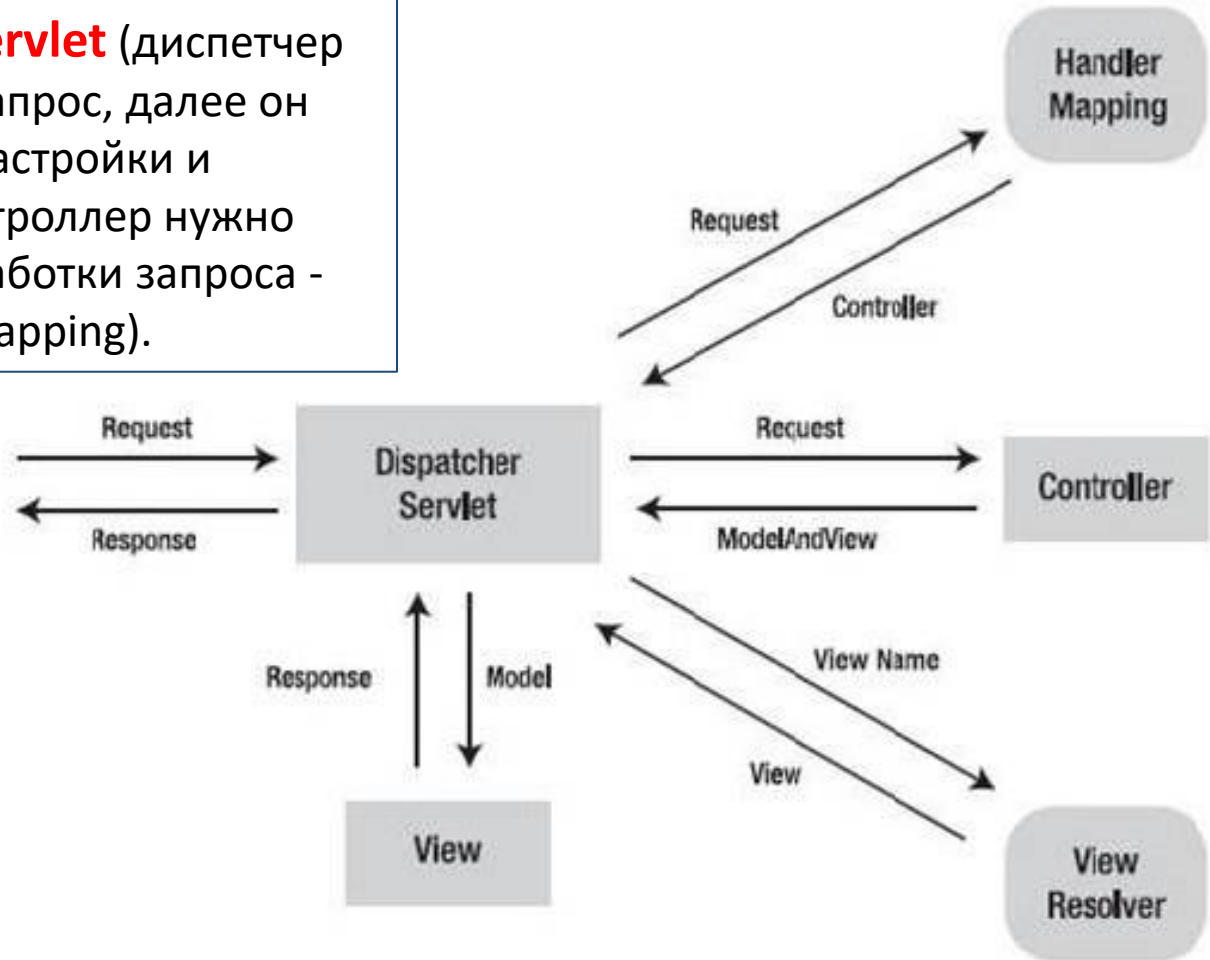 ervlet (диспетчер
апрос, далее он
астройки и
троллер нужно
аботки запроса -
apping).
Handler
Mapping
Request
Controller
Request
Response
Dispatcher
Servlet
Request
ModelAndView
Controller
Response
Model
View Name
View
View
View
Resolver